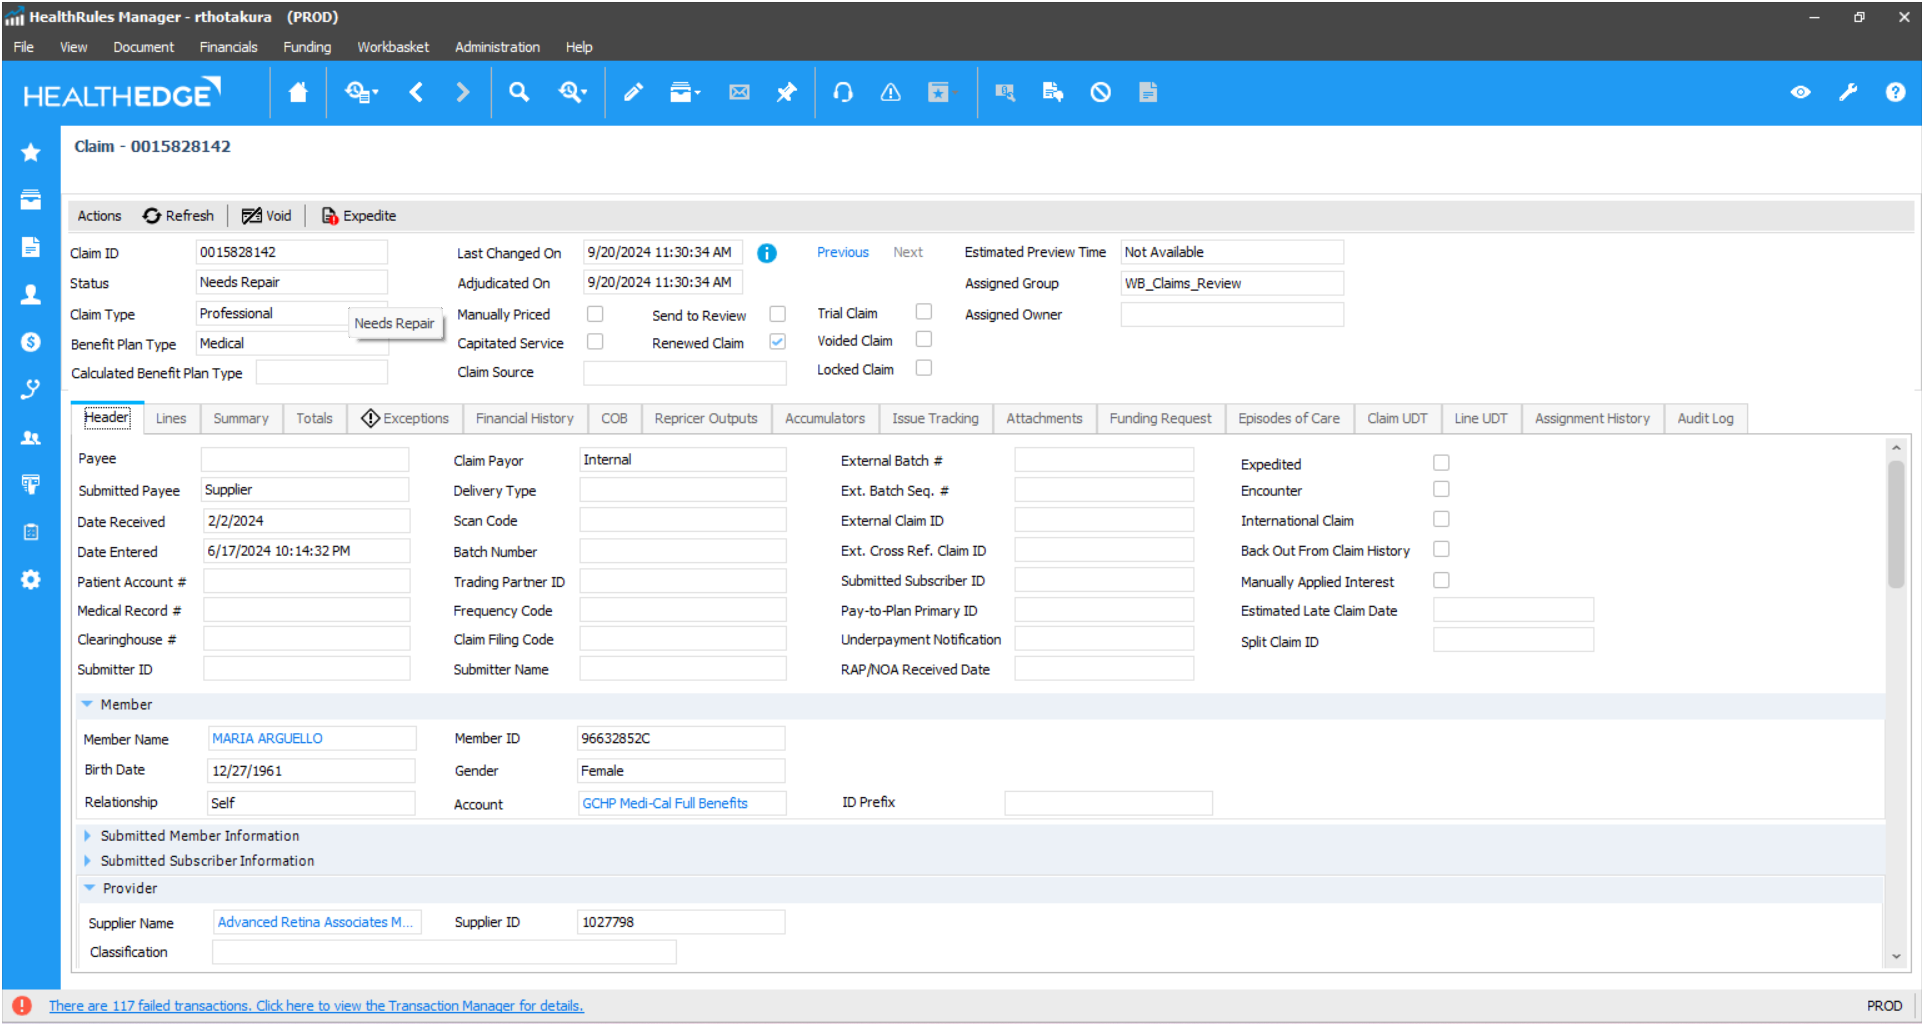 HealthRules Manager - rthotakura (PROD)
File View Document Financials Funding Workbasket Administration Help
HEALTHEDGE
Claim - 0015828142
Actions Refresh Void Expedite
Claim ID 0015828142 Last Changed On 9/20/2024 11:30:34 AM Previous Next Estimated Preview Time Not Available
Status Needs Repair Adjudicated On 9/20/2024 11:30:34 AM Assigned Group WB_Claims_Review
Claim Type Professional Manually Priced Send to Review Trial Claim Assigned Owner
Needs Repair
Benefit Plan Type Medical Capitated Service Renewed Claim Voided Claim
Calculated Benefit Plan Type Claim Source Locked Claim
Header Lines Summary Totals Exceptions Financial History COB Repricer Outputs Accumulators Issue Tracking Attachments Funding Request Episodes of Care Claim UDT Line UDT Assignment History Audit Log
Payee Claim Payor Internal External Batch # Expedited
Submitted Payee Supplier Delivery Type Ext. Batch Seq. # Encounter
Date Received 2/2/2024 Scan Code External Claim ID International Claim
Date Entered 6/17/2024 10:14:32 PM Batch Number Ext. Cross Ref. Claim ID Back Out From Claim History
Patient Account # Trading Partner ID Submitted Subscriber ID Manually Applied Interest
Medical Record # Frequency Code Pay-to-Plan Primary ID Estimated Late Claim Date
Clearinghouse # Claim Filing Code Underpayment Notification Split Claim ID
Submitter ID Submitter Name RAP/NOA Received Date
Member
Member Name MARIA ARGUELLO Member ID 96632852C
Birth Date 12/27/1961 Gender Female
Relationship Self Account GCHP Medi-Cal Full Benefits ID Prefix
Submitted Member Information
Submitted Subscriber Information
Provider
Supplier Name Advanced Retina Associates M... Supplier ID 1027798
Classification
There are 117 failed transactions. Click here to view the Transaction Manager for details. PROD